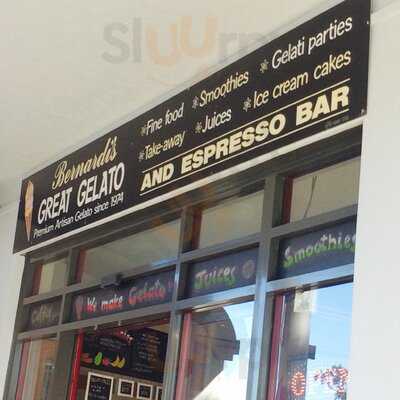 Sluurpy
Bernardi's
GREAT GELATO
Premium Artisan Gelato since 1974
*Fine food *Smoothies *Gelati parties
*Take-away *Juices *Ice cream cakes
AND ESPRESSO BAR
Coffee We make Gelato Juices Smoothies